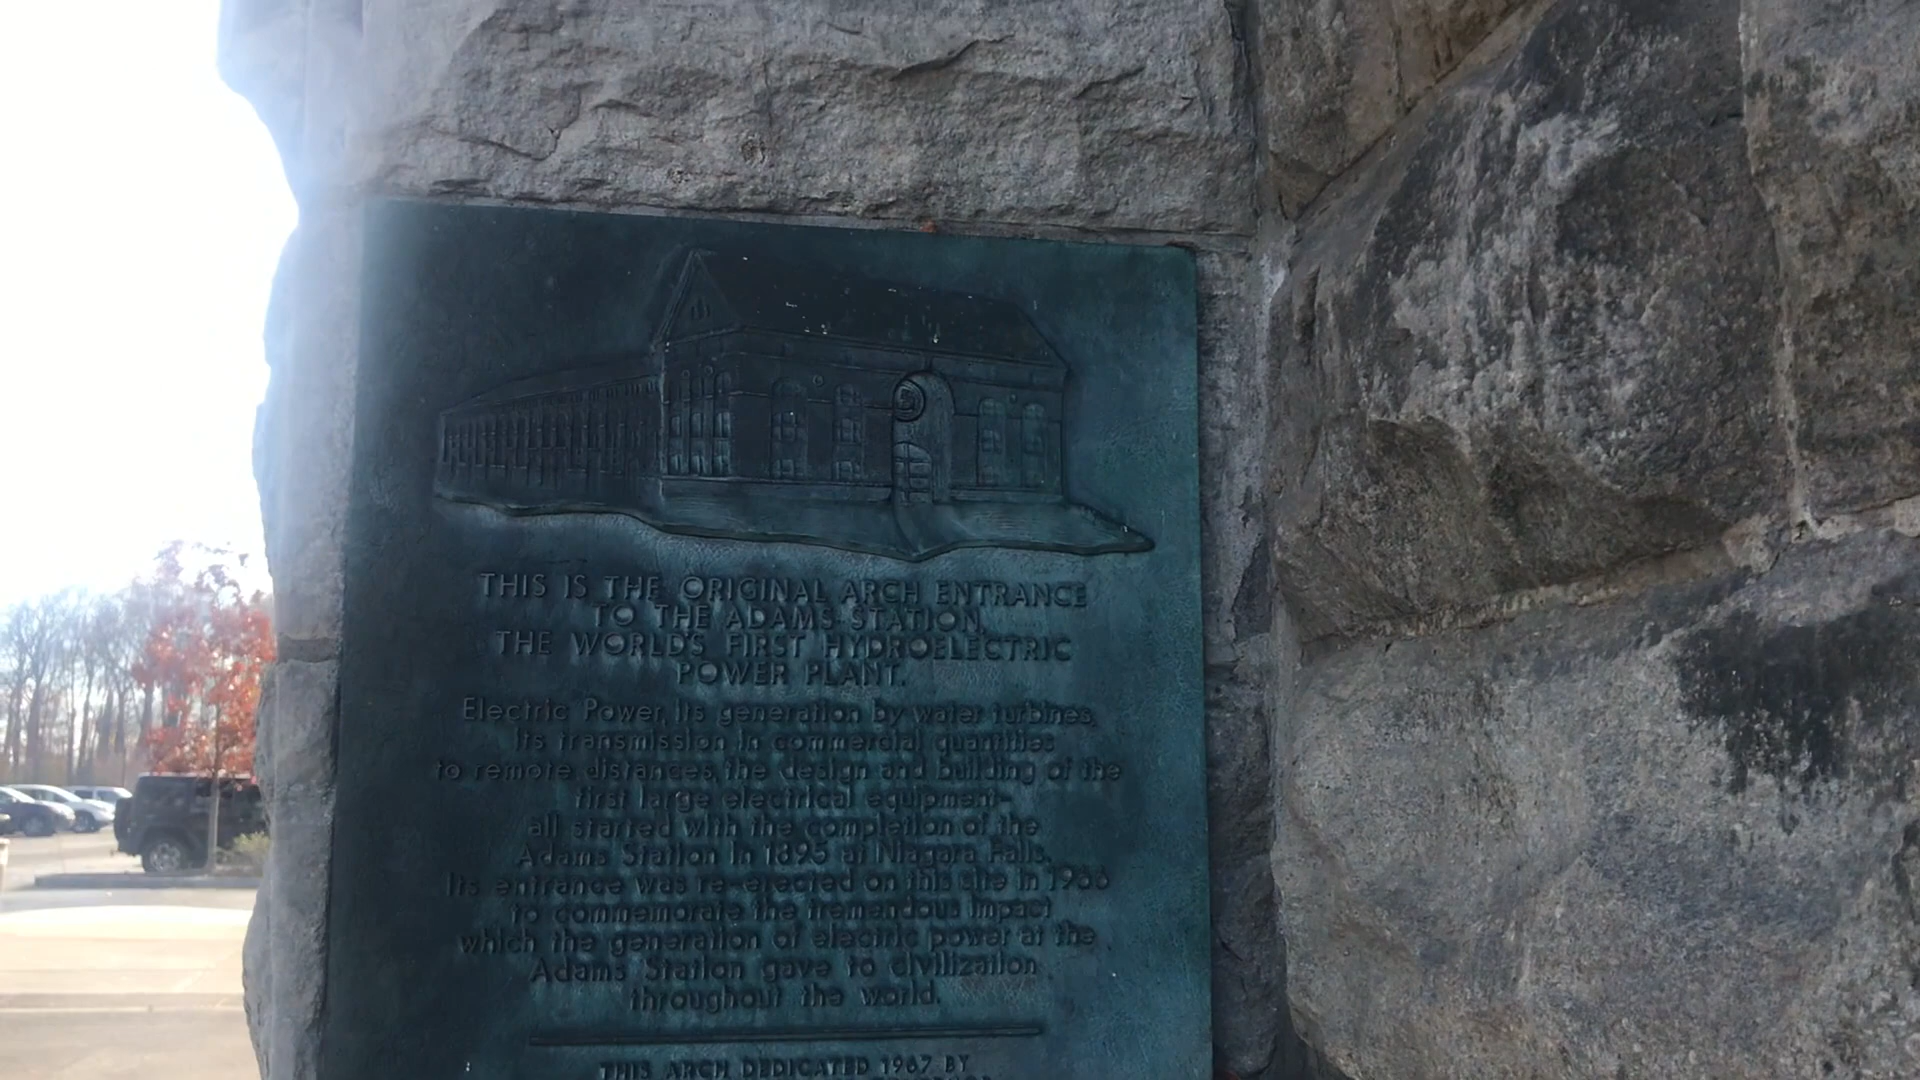 THIS IS THE ORIGINAL ARCH ENTRANCE
TO THE ADAMS STATION,
THE WORLD'S FIRST HYDROELECTRIC
POWER PLANT.
Electric Power, its generation by water turbines,
its transmission in commercial quantities
to remote distances, the design and building of the
first large electrical equipment-
all started with the completion of the
Adams Station in 1895 at Niagara Falls.
Its entrance was re-erected on this site in 1966
to commemorate the tremendous impact
which the generation of electric power at the
Adams Station gave to civilization
throughout the world.
THIS ARCH DEDICATED 1967 BY